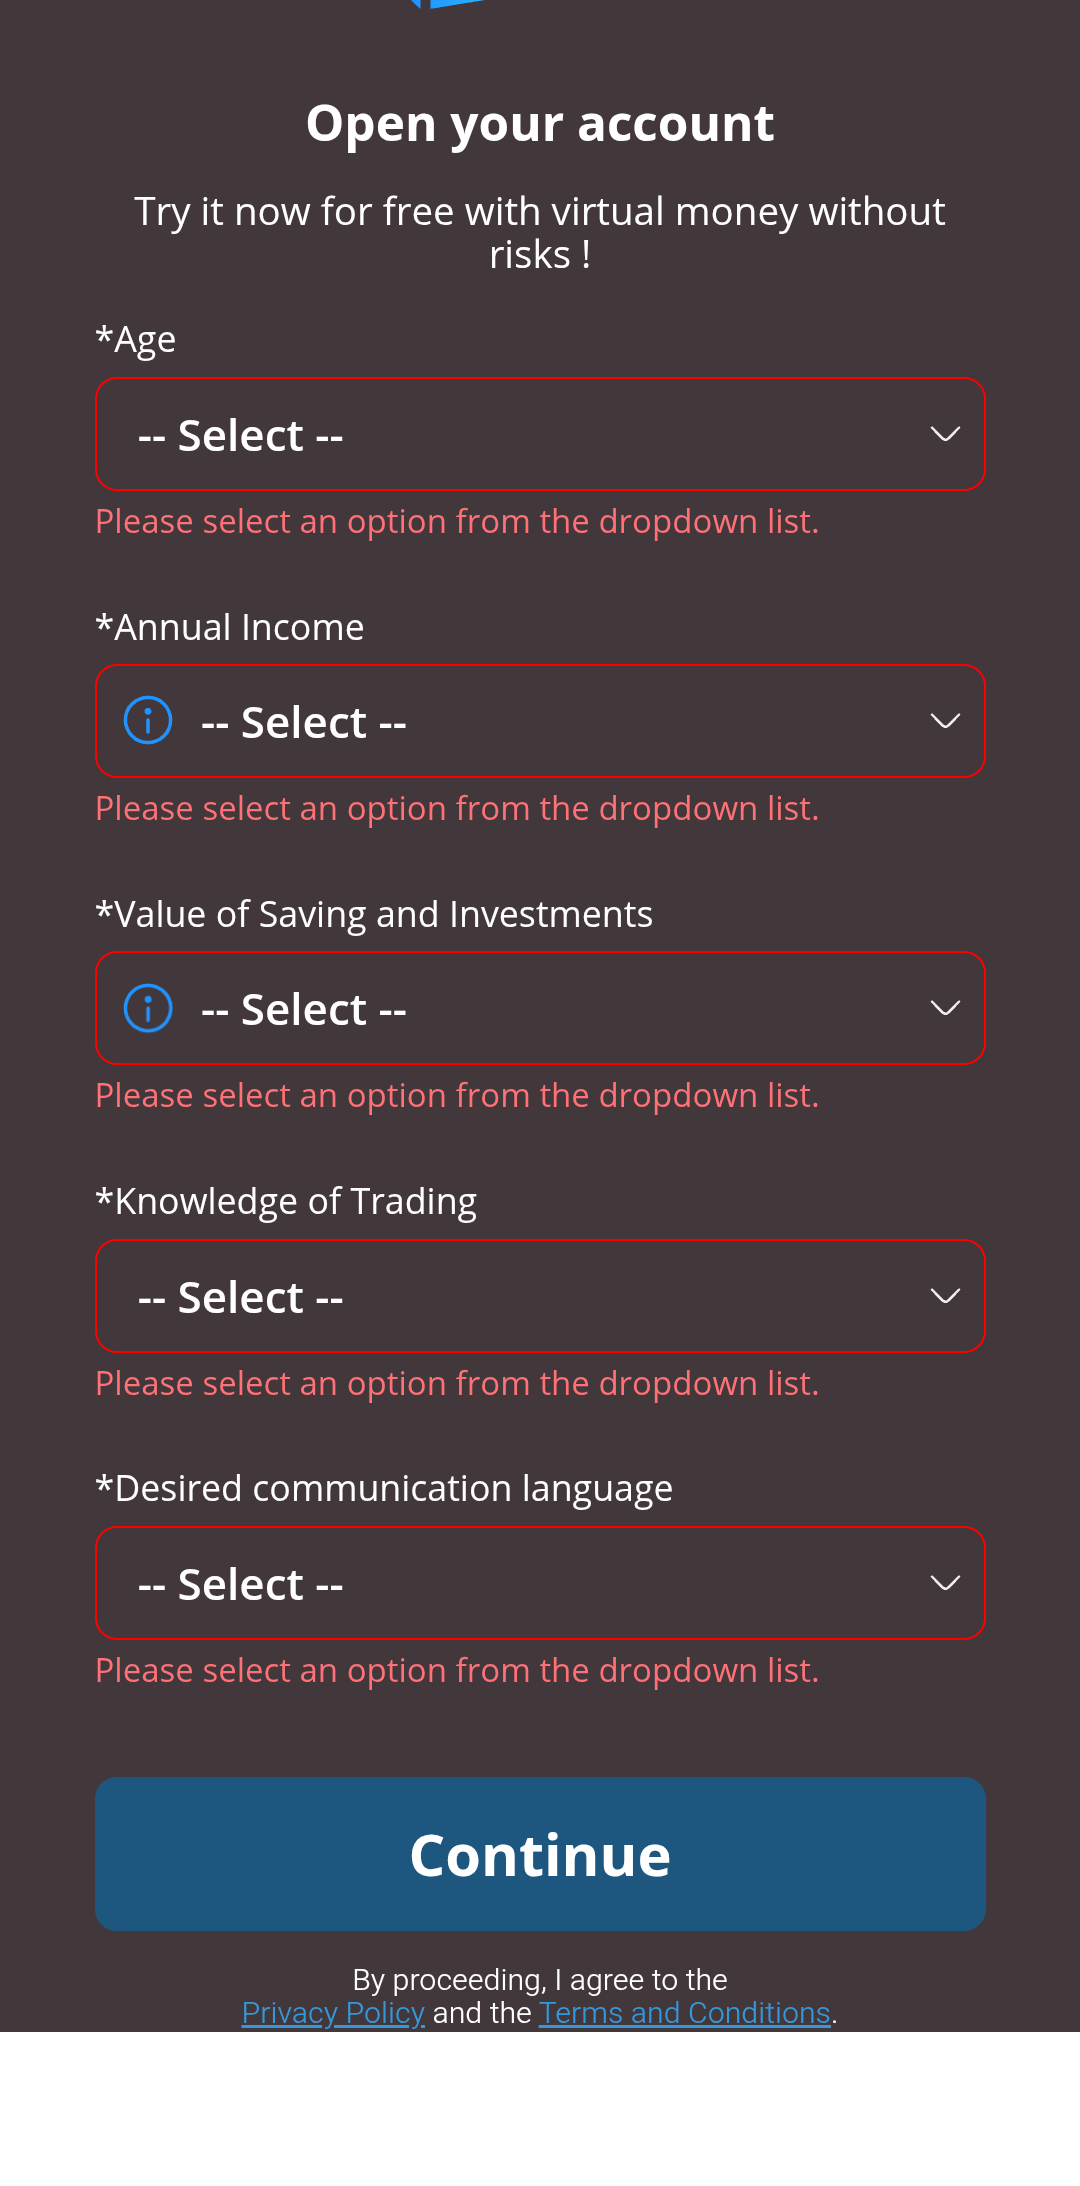 Open your account
Try it now for free with virtual money without
risks !
*Age
-- Select --
Please select an option from the dropdown list.
*Annual Income
-- Select --
Please select an option from the dropdown list.
*Value of Saving and Investments
-- Select --
Please select an option from the dropdown list.
*Knowledge of Trading
-- Select --
Please select an option from the dropdown list.
*Desired communication language
-- Select --
Please select an option from the dropdown list.
Continue
By proceeding, I agree to the
Privacy Policy and the Terms and Conditions.